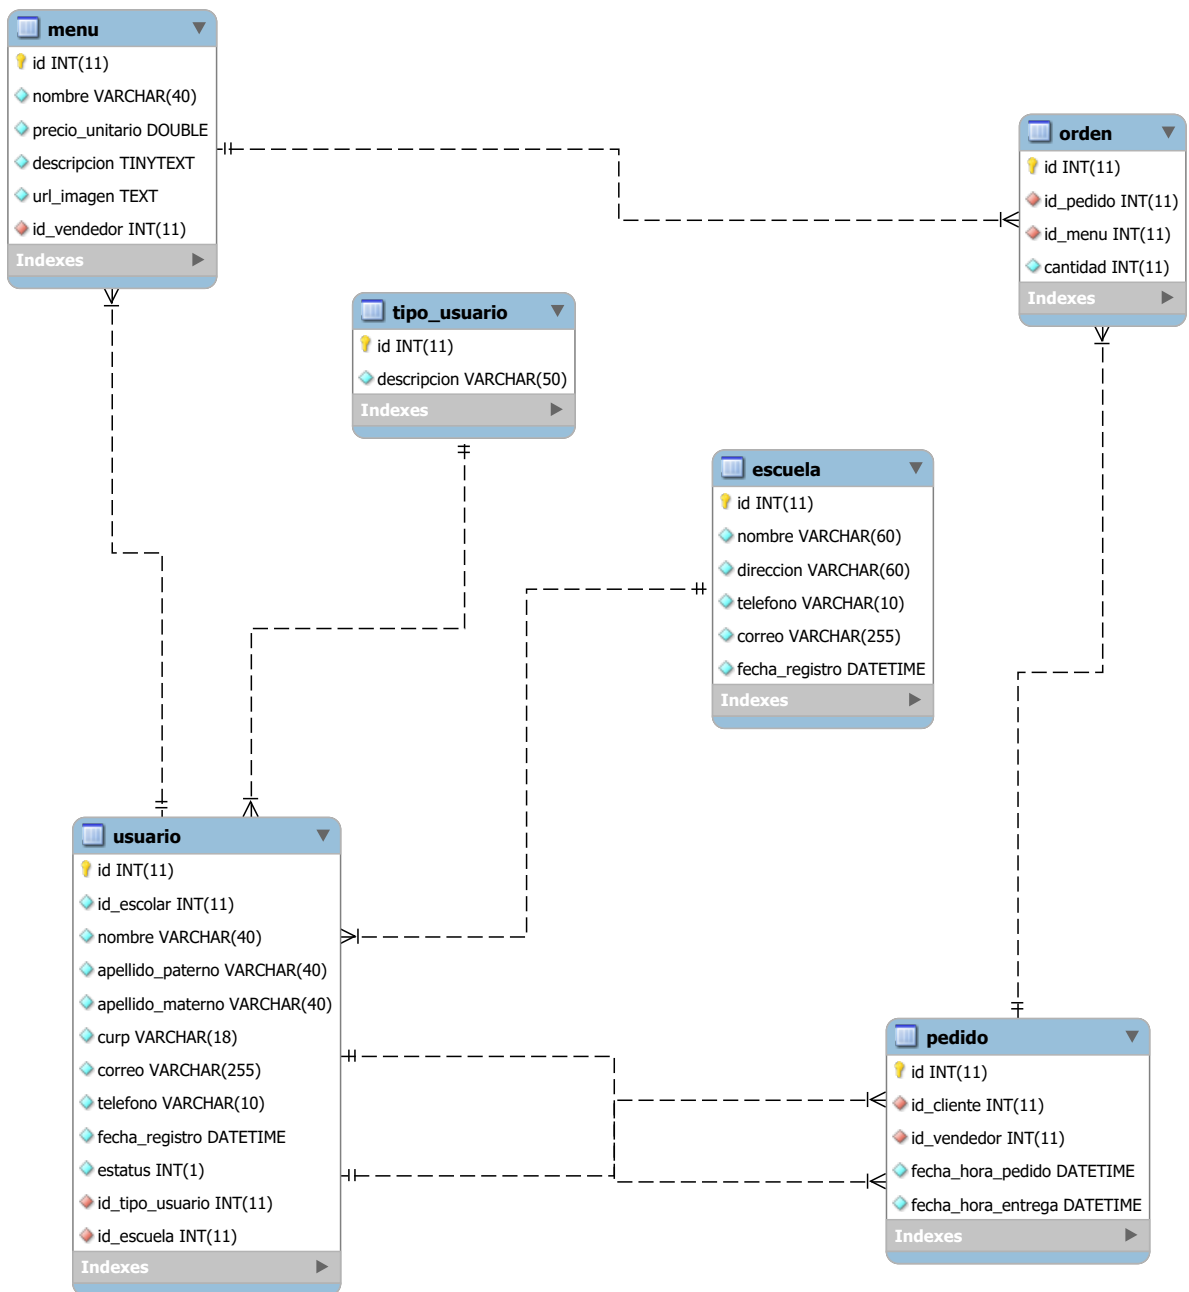 menu
id INT(11)
nombre VARCHAR(40)
precio_unitario DOUBLE
descripcion TINYTEXT
url_imagen TEXT
id_vendedor INT(11)
Indexes
orden
id INT(11)
id_pedido INT(11)
id_menu INT(11)
cantidad INT(11)
Indexes
tipo_usuario
id INT(11)
descripcion VARCHAR(50)
Indexes
escuela
id INT(11)
nombre VARCHAR(60)
direccion VARCHAR(60)
telefono VARCHAR(10)
correo VARCHAR(255)
fecha_registro DATETIME
Indexes
usuario
id INT(11)
id_escolar INT(11)
nombre VARCHAR(40)
apellido_paterno VARCHAR(40)
apellido_materno VARCHAR(40)
curp VARCHAR(18)
correo VARCHAR(255)
telefono VARCHAR(10)
fecha_registro DATETIME
estatus INT(1)
id_tipo_usuario INT(11)
id_escuela INT(11)
Indexes
pedido
id INT(11)
id_cliente INT(11)
id_vendedor INT(11)
fecha_hora_pedido DATETIME
fecha_hora_entrega DATETIME
Indexes